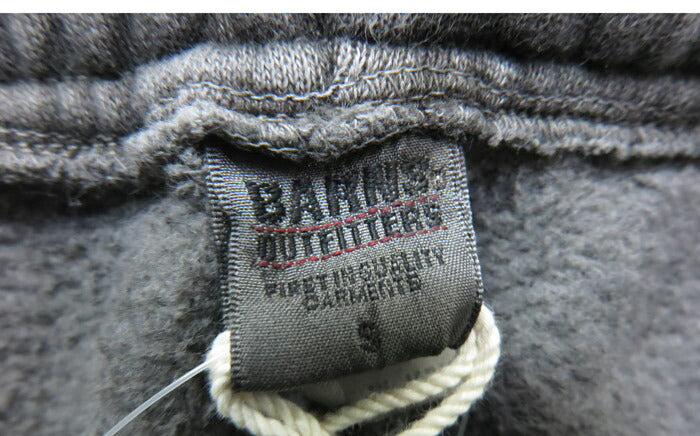 BARNS
OUTFITTERS
FIRST IN QUALITY
GARMENTS
S